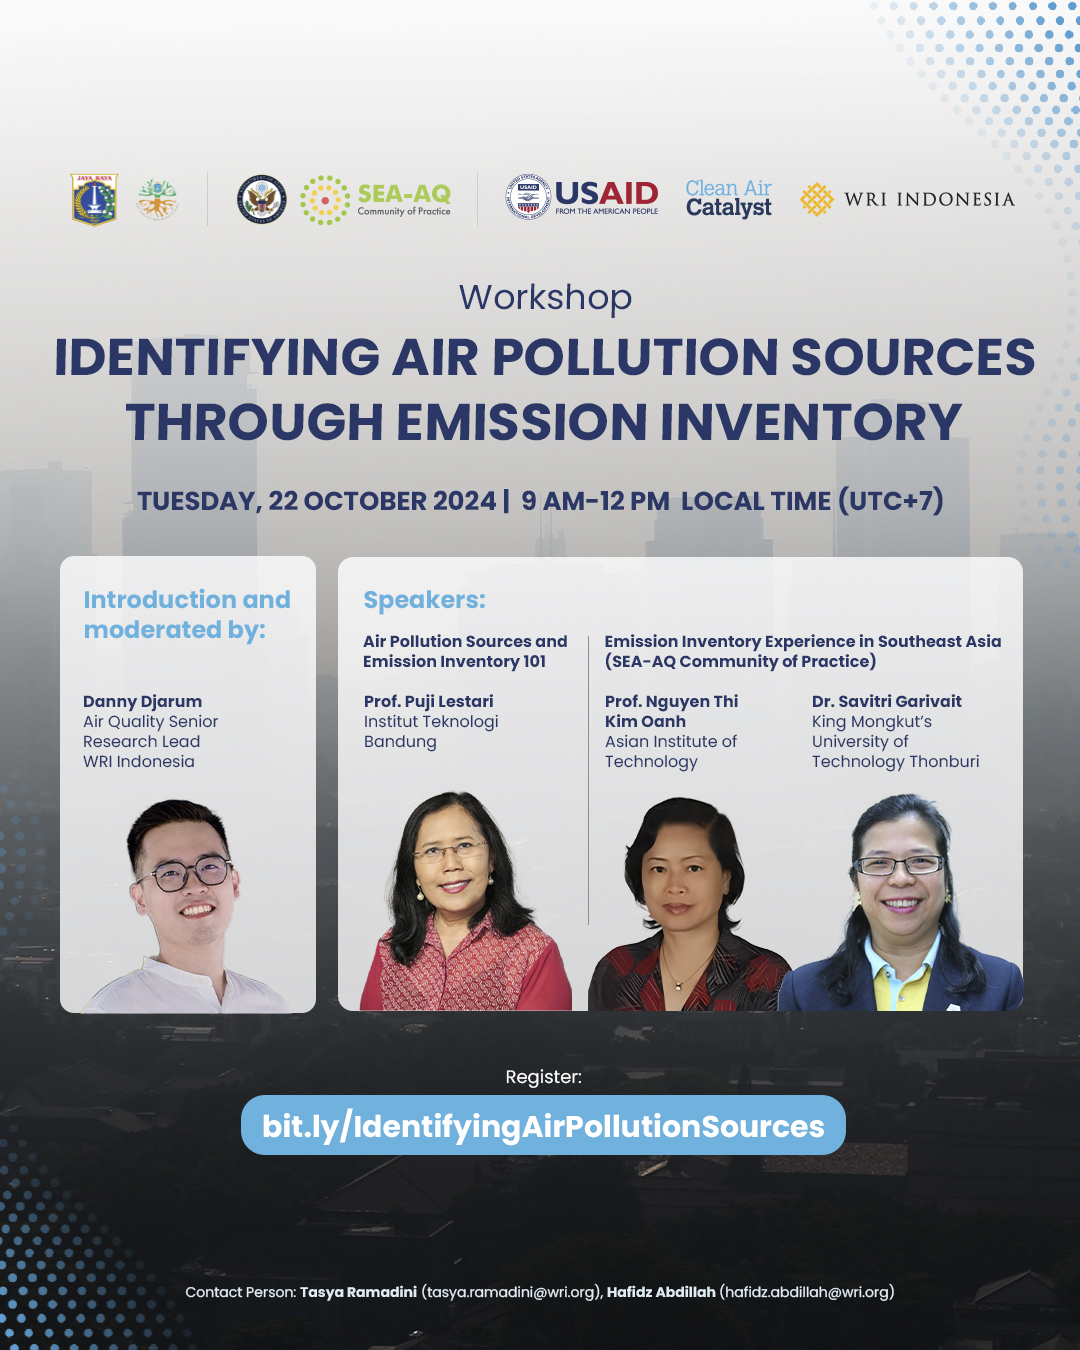 JAYA RAYA
SEA-AQ
Community of Practice
USAID
USAID
FROM THE AMERICAN PEOPLE
Clean Air
Catalyst
WRI INDONESIA
Workshop
IDENTIFYING AIR POLLUTION SOURCES
THROUGH EMISSION INVENTORY
TUESDAY, 22 OCTOBER 2024 | 9 AM-12 PM LOCAL TIME (UTC+7)
Introduction and
moderated by:
Danny Djarum
Air Quality Senior
Research Lead
WRI Indonesia
Speakers:
Air Pollution Sources and
Emission Inventory 101
Prof. Puji Lestari
Institut Teknologi
Bandung
Emission Inventory Experience in Southeast Asia
(SEA-AQ Community of Practice)
Prof. Nguyen Thi
Kim Oanh
Asian Institute of
Technology
Dr. Savitri Garivait
King Mongkut's
University of
Technology Thonburi
Register:
bit.ly/IdentifyingAirPollutionSources
Contact Person: Tasya Ramadini (tasya.ramadini@wri.org), Hafidz Abdillah (hafidz.abdillah@wri.org)